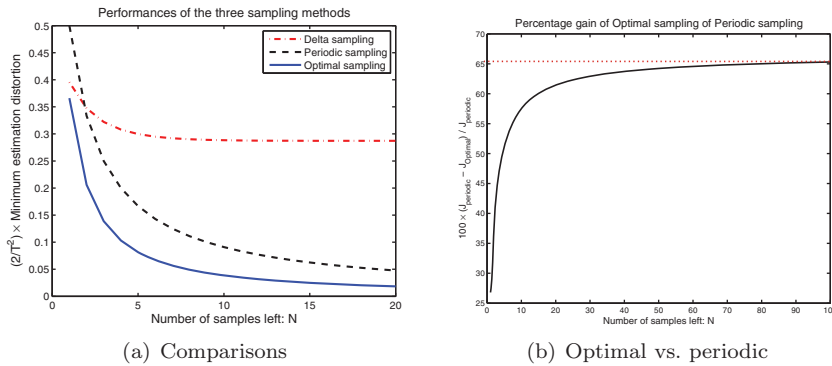 Performances of the three sampling methods
0.5
0.45
0.4
0.35
0.3
0.25
0.2
0.15
0.1
0.05
0
(2/T²) × Minimum estimation distortion
Delta sampling
Periodic sampling
Optimal sampling
0 5 10 15 20
Number of samples left: N
(a) Comparisons
Percentage gain of Optimal sampling of Periodic sampling
70
65
60
55
50
45
40
35
30
25
100 × (J_periodic − J_Optimal) / J_periodic
0 10 20 30 40 50 60 70 80 90 100
Number of samples left: N
(b) Optimal vs. periodic